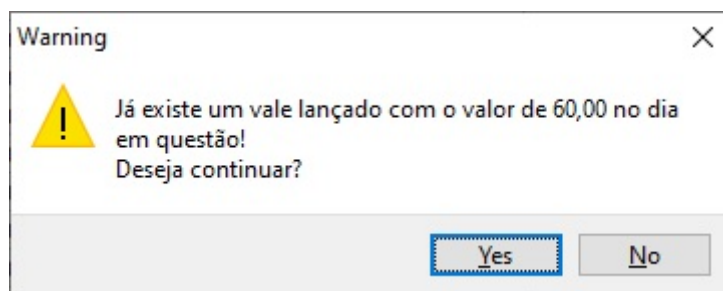 Warning
Já existe um vale lançado com o valor de 60,00 no dia
em questão!
Deseja continuar?
Yes
No